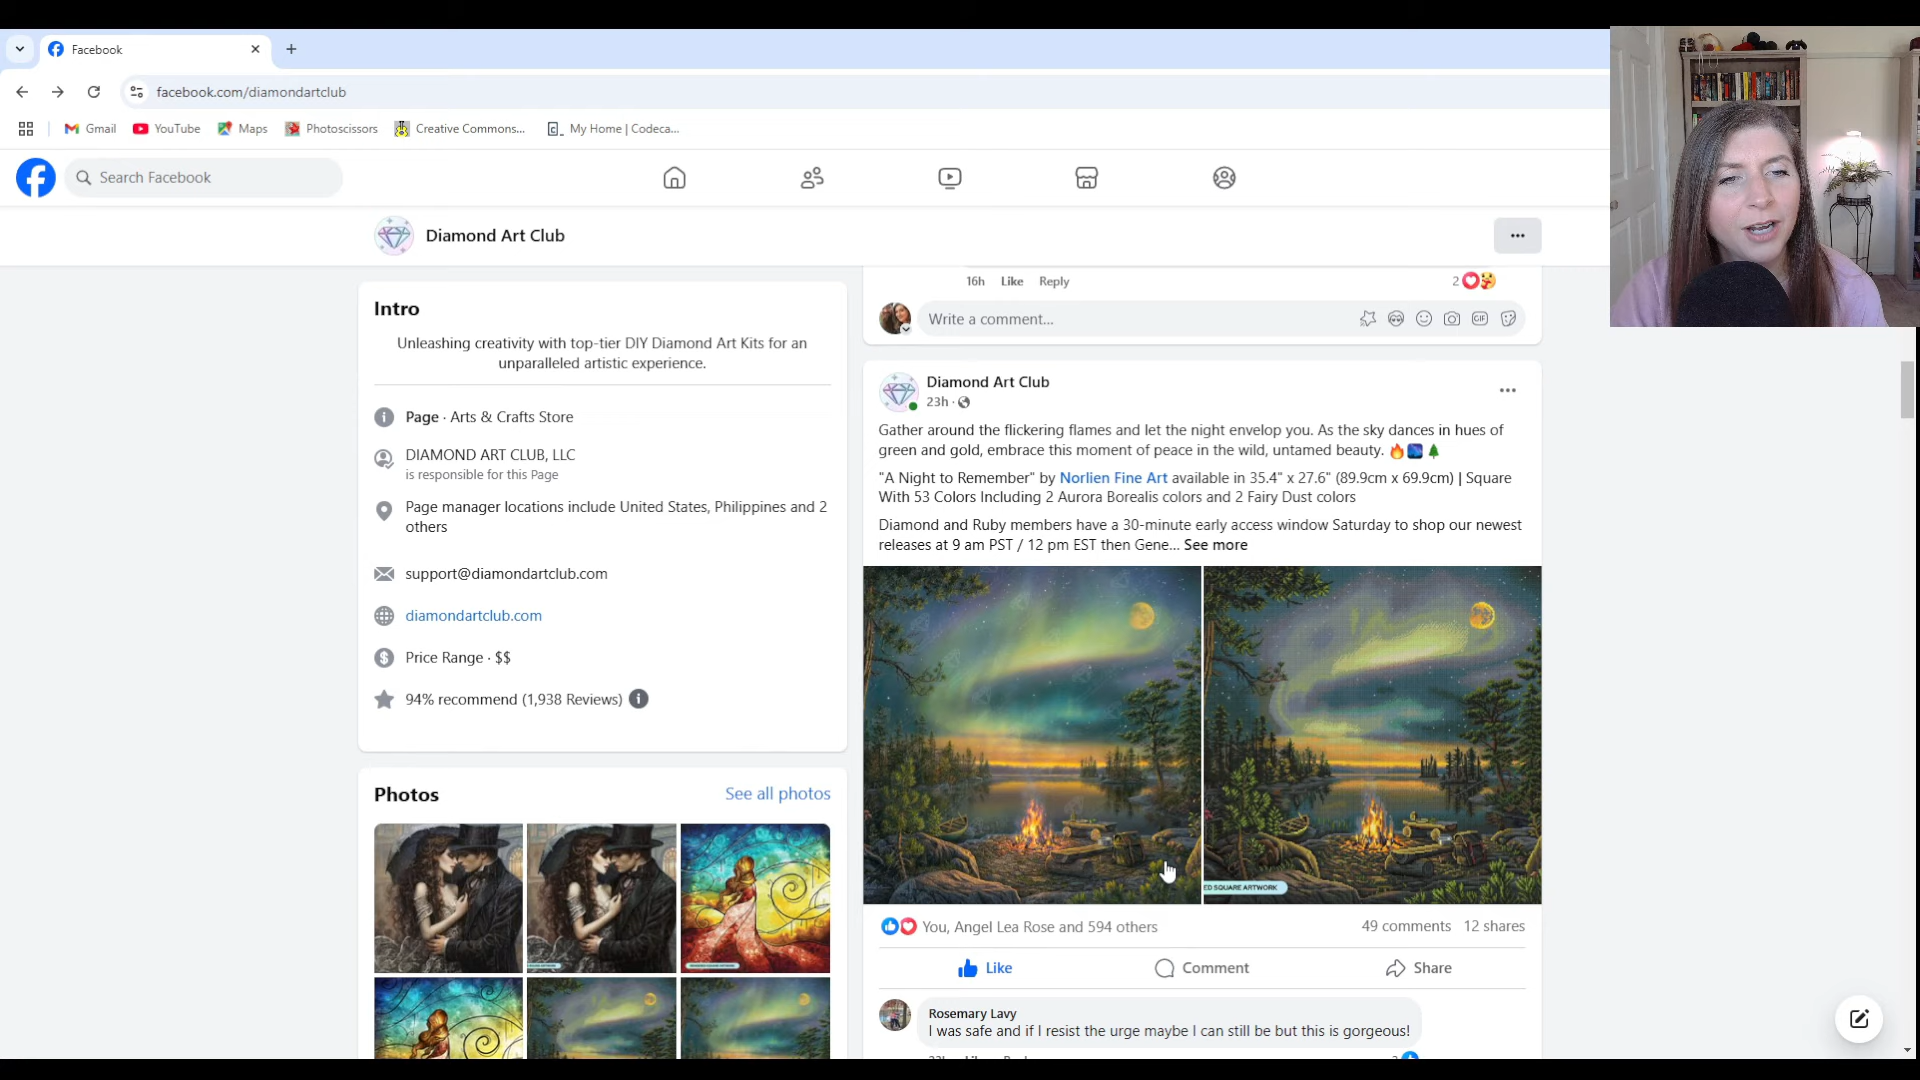 Facebook
facebook.com/diamondartclub
Gmail
YouTube
Maps
Photoscissors
Creative Commons...
My Home | Codeca...
Search Facebook
Diamond Art Club
Intro
Unleashing creativity with top-tier DIY Diamond Art Kits for an
unparalleled artistic experience.
Page · Arts & Crafts Store
DIAMOND ART CLUB, LLC
is responsible for this Page
Page manager locations include United States, Philippines and 2
others
support@diamondartclub.com
diamondartclub.com
Price Range · $$
94% recommend (1,938 Reviews)
Photos
See all photos
16h Like Reply
2
Write a comment...
GIF
Diamond Art Club
23h ·
Gather around the flickering flames and let the night envelop you. As the sky dances in hues of
green and gold, embrace this moment of peace in the wild, untamed beauty. 🔥🌌🌲
"A Night to Remember" by Norlien Fine Art available in 35.4" x 27.6" (89.9cm x 69.9cm) | Square
With 53 Colors Including 2 Aurora Borealis colors and 2 Fairy Dust colors
Diamond and Ruby members have a 30-minute early access window Saturday to shop our newest
releases at 9 am PST / 12 pm EST then Gene... See more
ED SQUARE ARTWORK
You, Angel Lea Rose and 594 others
49 comments 12 shares
Like
Comment
Share
Rosemary Lavy
I was safe and if I resist the urge maybe I can still be but this is gorgeous!